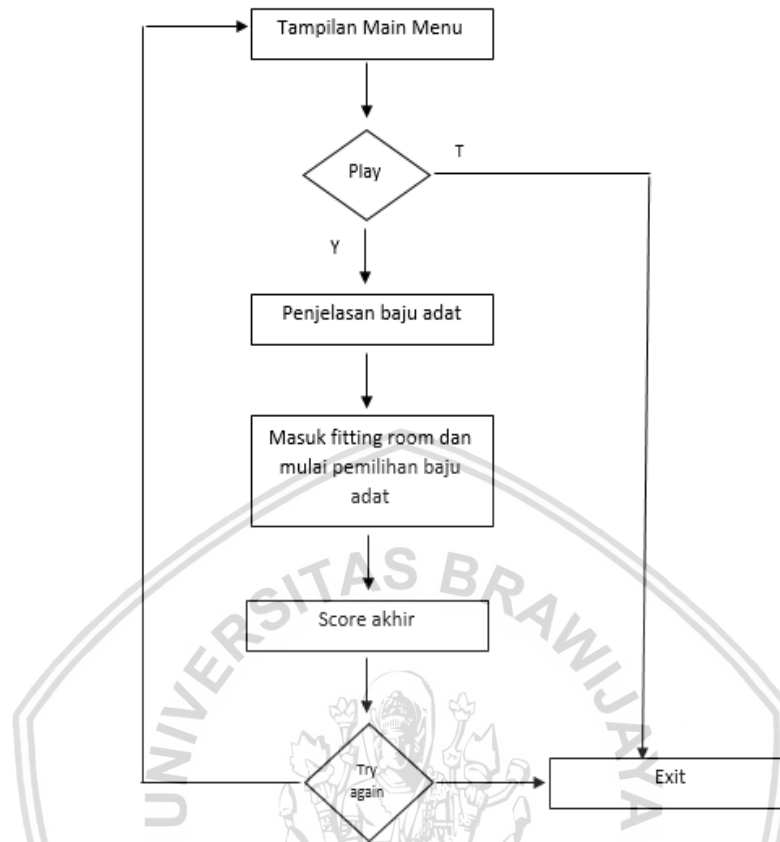 Tampilan Main Menu
Play
T
Y
Penjelasan baju adat
Masuk fitting room dan
mulai pemilihan baju
adat
Score akhir
Try
again
Exit
UNIVERSITAS BRAWIJAYA